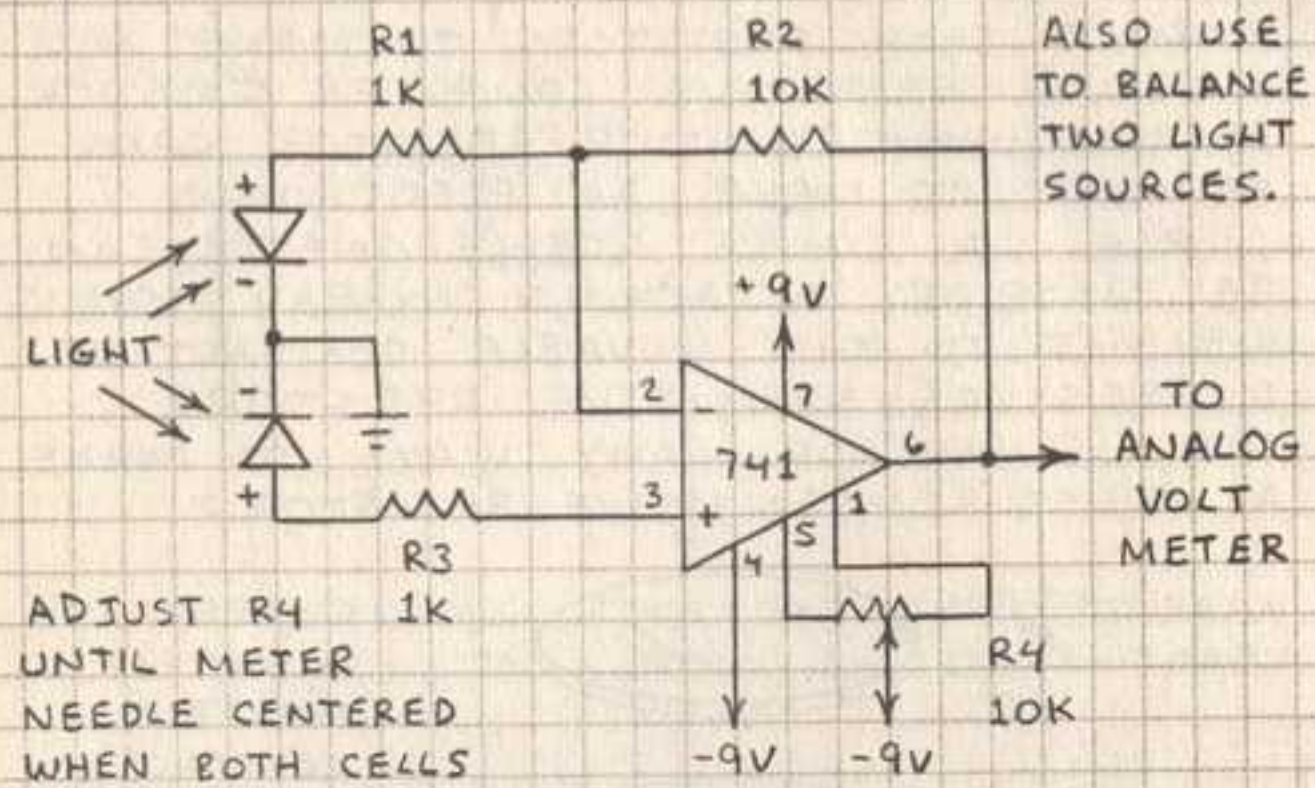 R1
1K
R2
10K
ALSO USE
TO BALANCE
TWO LIGHT
SOURCES.
+
-
LIGHT
-
+
+9V
2
-
7
741
6
3
+
5
1
4
TO
ANALOG
VOLT
METER
R3
1K
R4
10K
-9V
-9V
ADJUST R4
UNTIL METER
NEEDLE CENTERED
WHEN BOTH CELLS